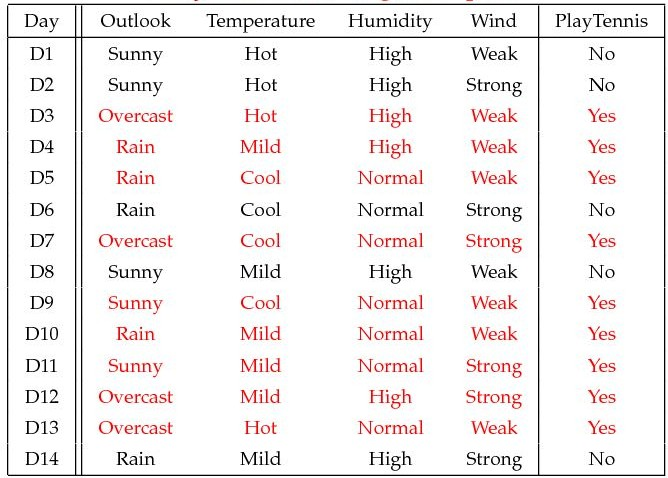 Day Outlook Temperature Humidity Wind PlayTennis
D1 Sunny Hot High Weak No
D2 Sunny Hot High Strong No
D3 Overcast Hot High Weak Yes
D4 Rain Mild High Weak Yes
D5 Rain Cool Normal Weak Yes
D6 Rain Cool Normal Strong No
D7 Overcast Cool Normal Strong Yes
D8 Sunny Mild High Weak No
D9 Sunny Cool Normal Weak Yes
D10 Rain Mild Normal Weak Yes
D11 Sunny Mild Normal Strong Yes
D12 Overcast Mild High Strong Yes
D13 Overcast Hot Normal Weak Yes
D14 Rain Mild High Strong No